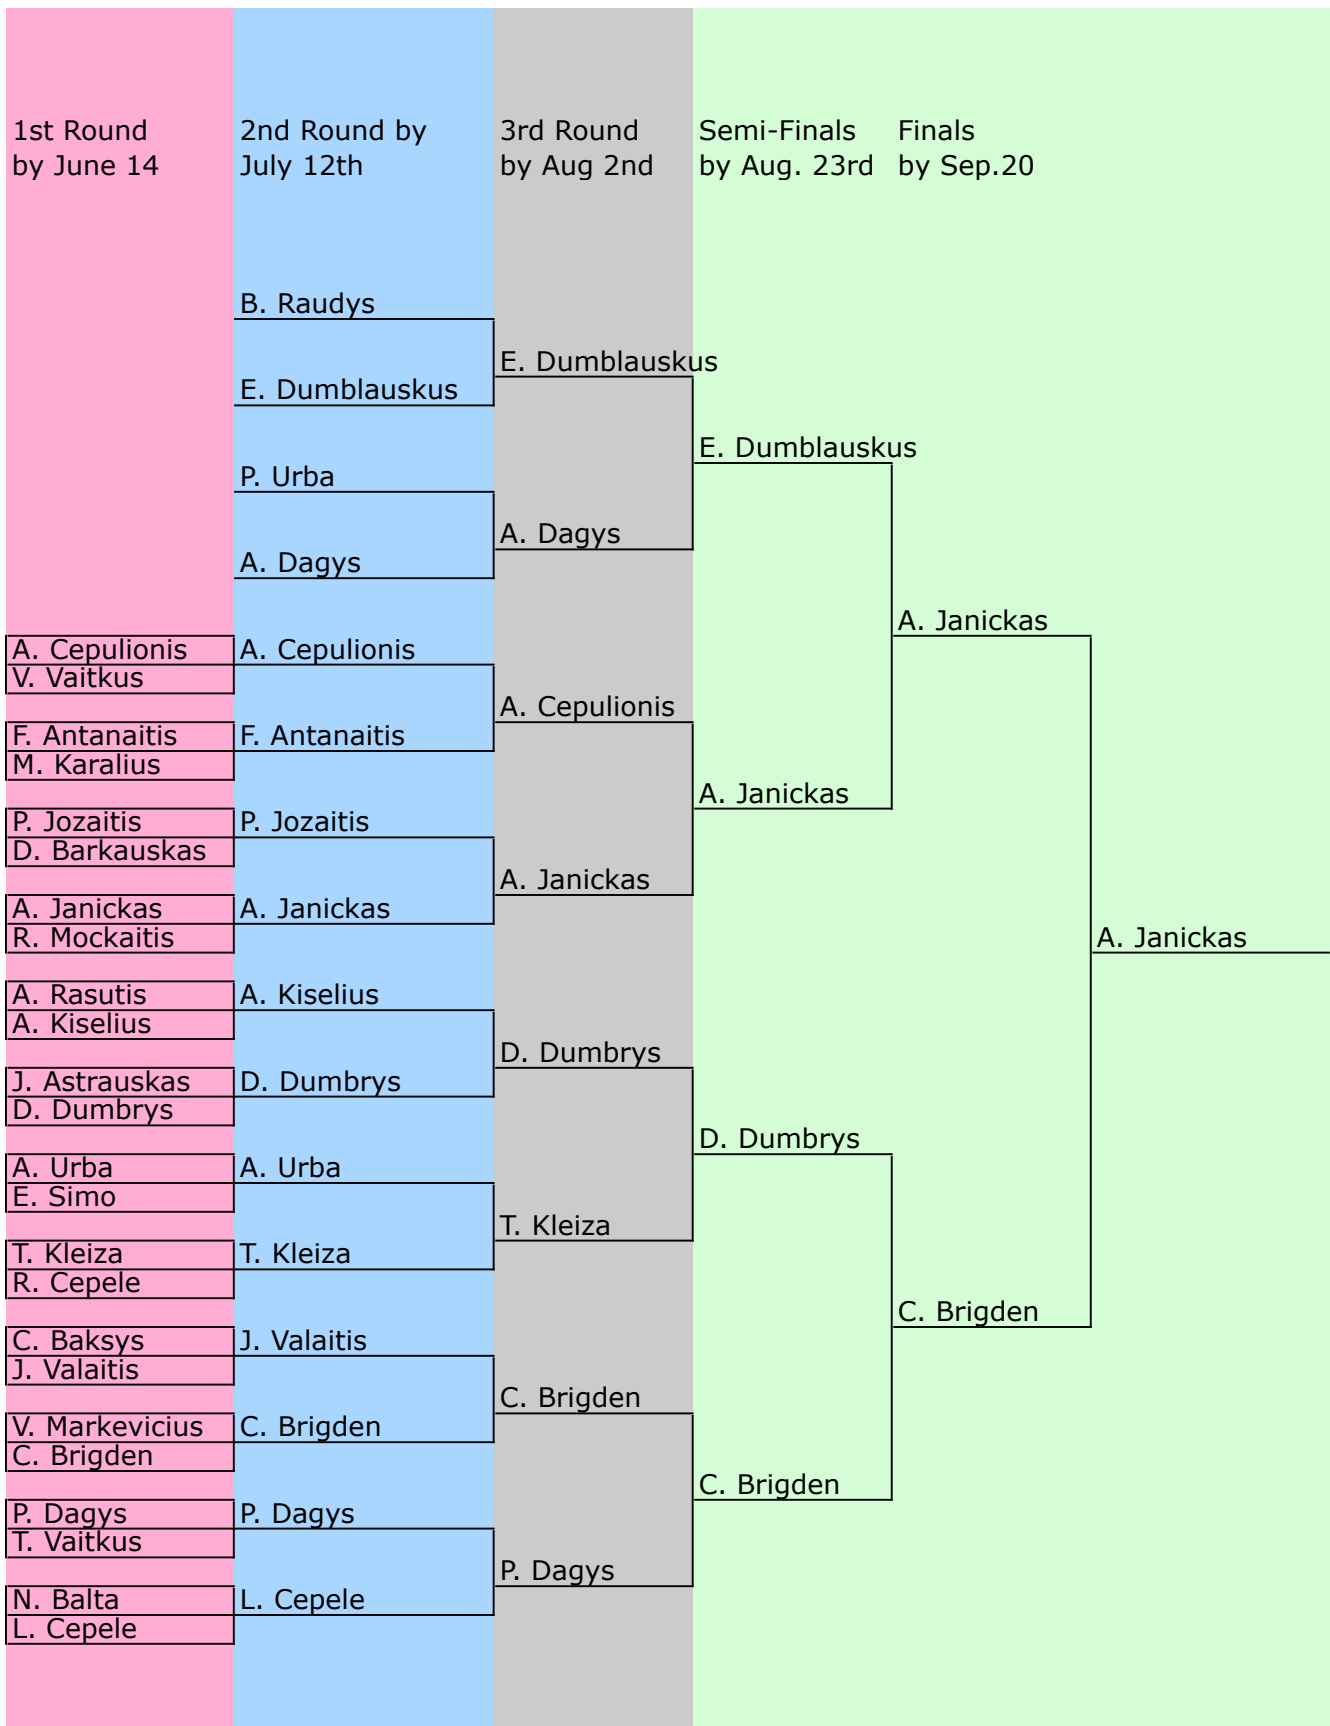 1st Round
by June 14
2nd Round by
July 12th
3rd Round
by Aug 2nd
Semi-Finals
by Aug. 23rd
Finals
by Sep.20
A. Cepulionis
V. Vaitkus
F. Antanaitis
M. Karalius
P. Jozaitis
D. Barkauskas
A. Janickas
R. Mockaitis
A. Rasutis
A. Kiselius
J. Astrauskas
D. Dumbrys
A. Urba
E. Simo
T. Kleiza
R. Cepele
C. Baksys
J. Valaitis
V. Markevicius
C. Brigden
P. Dagys
T. Vaitkus
N. Balta
L. Cepele
B. Raudys
E. Dumblauskus
P. Urba
A. Dagys
A. Cepulionis
F. Antanaitis
P. Jozaitis
A. Janickas
A. Kiselius
D. Dumbrys
A. Urba
T. Kleiza
J. Valaitis
C. Brigden
P. Dagys
L. Cepele
E. Dumblauskus
A. Dagys
A. Cepulionis
A. Janickas
D. Dumbrys
T. Kleiza
C. Brigden
P. Dagys
E. Dumblauskus
A. Janickas
D. Dumbrys
C. Brigden
A. Janickas
C. Brigden
A. Janickas